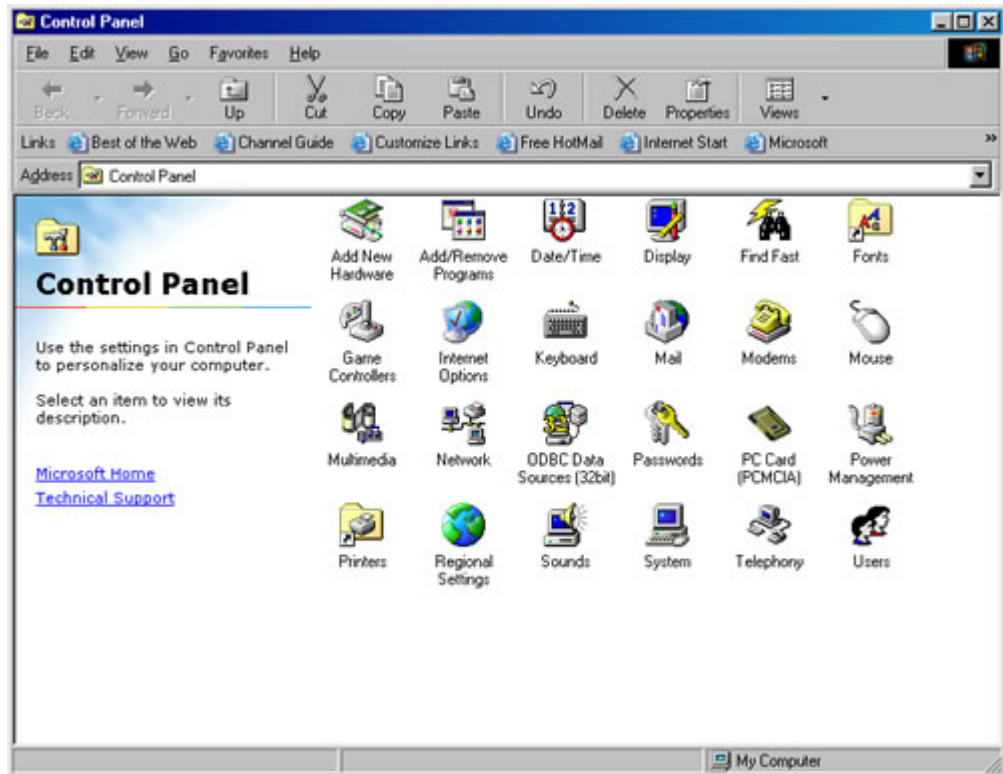 Control Panel
File Edit View Go Favorites Help
Back Forward Up Cut Copy Paste Undo Delete Properties Views
Links Best of the Web Channel Guide Customize Links Free HotMail Internet Start Microsoft »
Address Control Panel
Control Panel
Use the settings in Control Panel
to personalize your computer.
Select an item to view its
description.
Microsoft Home
Technical Support
Add New
Hardware
Add/Remove
Programs
Date/Time
Display
Find Fast
Fonts
Game
Controllers
Internet
Options
Keyboard
Mail
Modems
Mouse
Multimedia
Network
ODBC Data
Sources (32bit)
Passwords
PC Card
(PCMCIA)
Power
Management
Printers
Regional
Settings
Sounds
System
Telephony
Users
My Computer